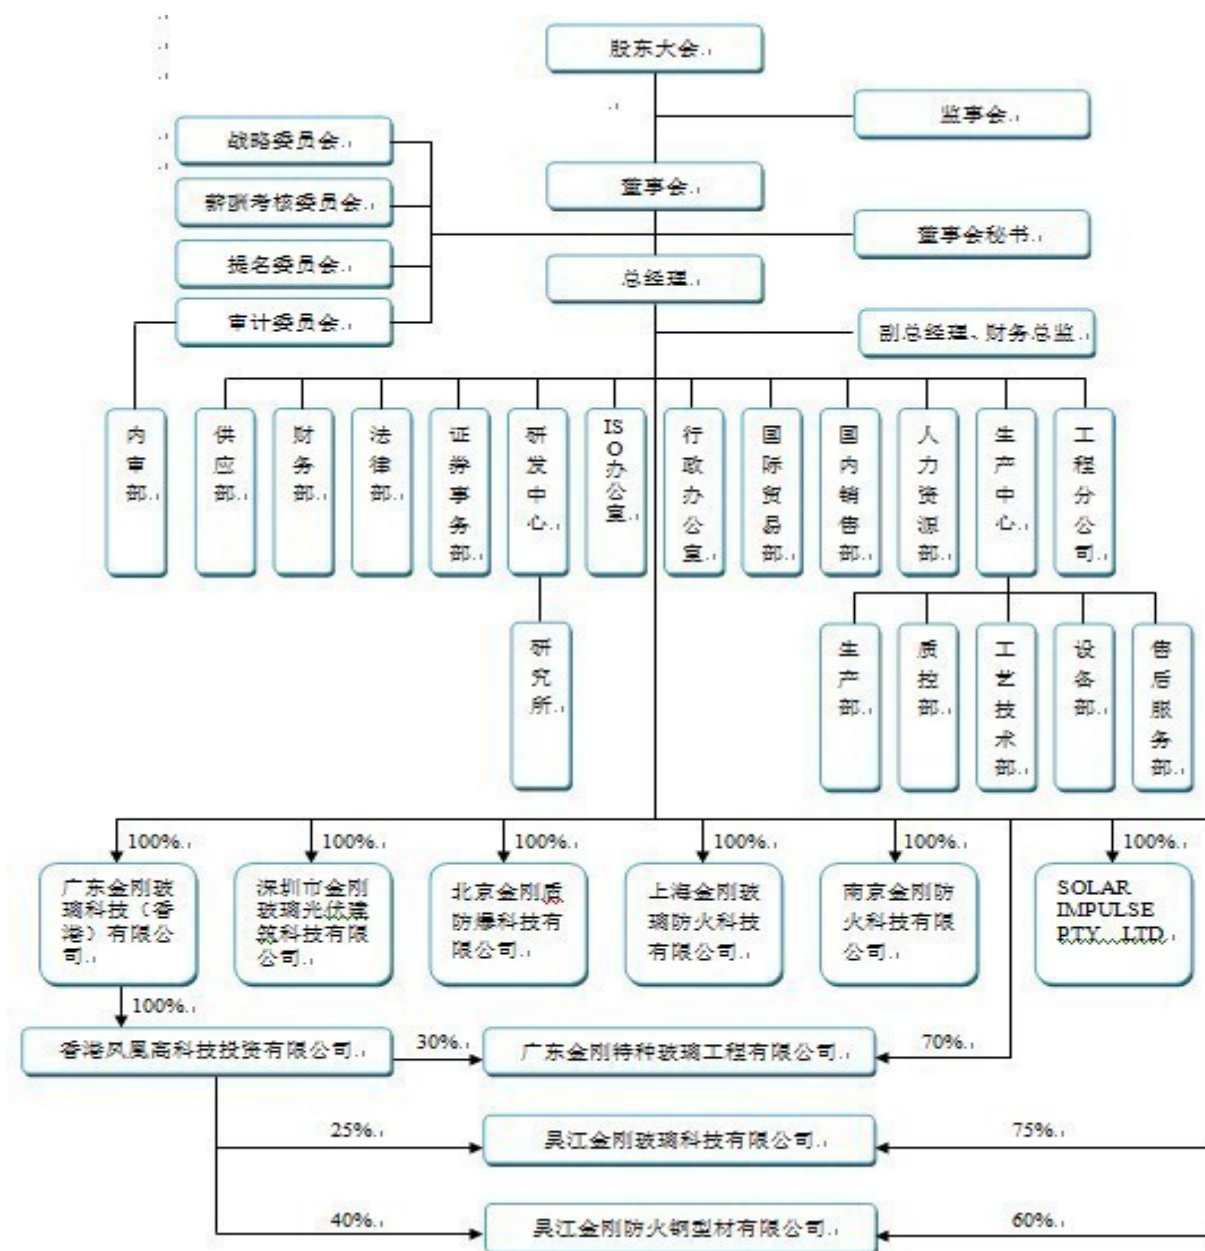 股东大会
监事会
战略委员会
董事会
薪酬考核委员会
董事会秘书
提名委员会
总经理
审计委员会
副总经理、财务总监
内审部
供应部
财务部
法律部
证券事务部
研发中心
ISO办公室
行政办公室
国际贸易部
国内销售部
人力资源部
生产中心
工程分公司
研究所
生产部
质控部
工艺技术部
设备部
售后服务部
100%
100%
100%
100%
100%
100%
广东金刚玻
璃科技（香
港）有限公
司
深圳市金刚
玻璃光伏建
筑科技有限
公司
北京金刚质
防爆科技有
限公司
上海金刚玻
璃防火科技
有限公司
南京金刚防
火科技有限
公司
SOLAR
IMPULSE
PTY LTD
100%
香港凤凰高科技投资有限公司
30%
广东金刚特种玻璃工程有限公司
70%
25%
吴江金刚玻璃科技有限公司
75%
40%
吴江金刚防火钢型材有限公司
60%